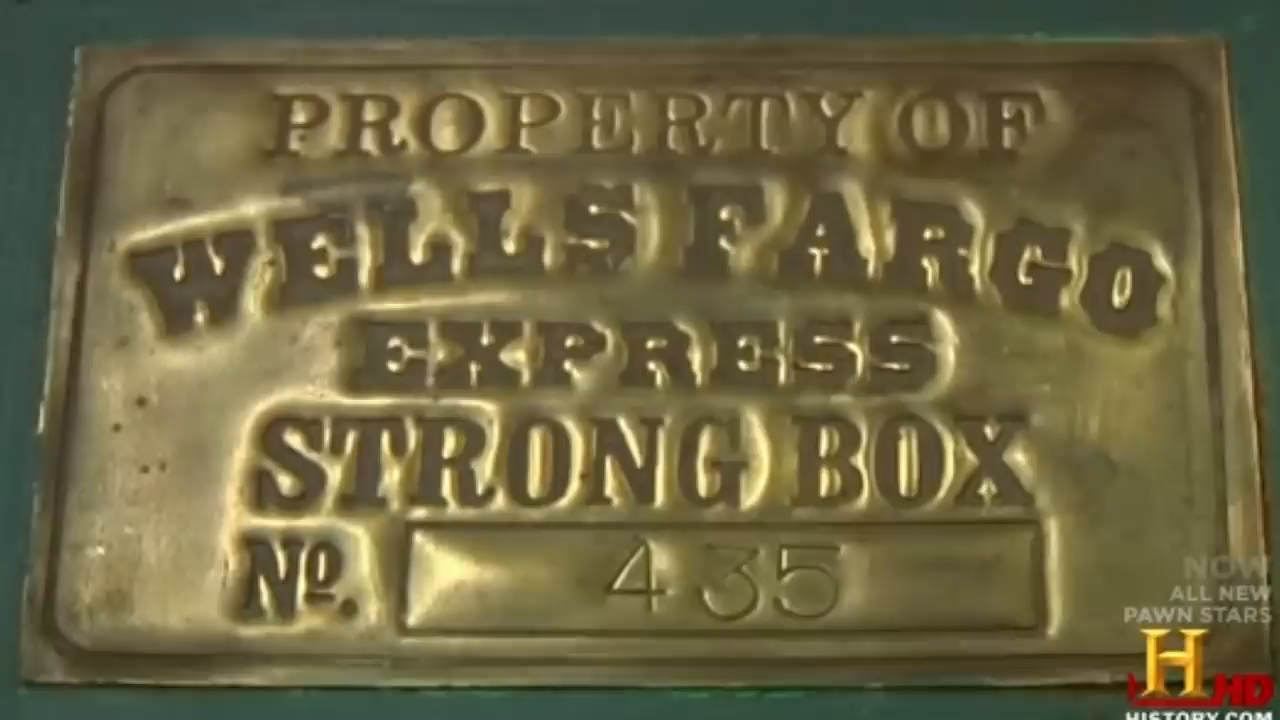 PROPERTY OF
WELLS FARGO
EXPRESS
STRONG BOX
No. 435
NOW
ALL NEW
PAWN STARS
H HD
HISTORY.COM